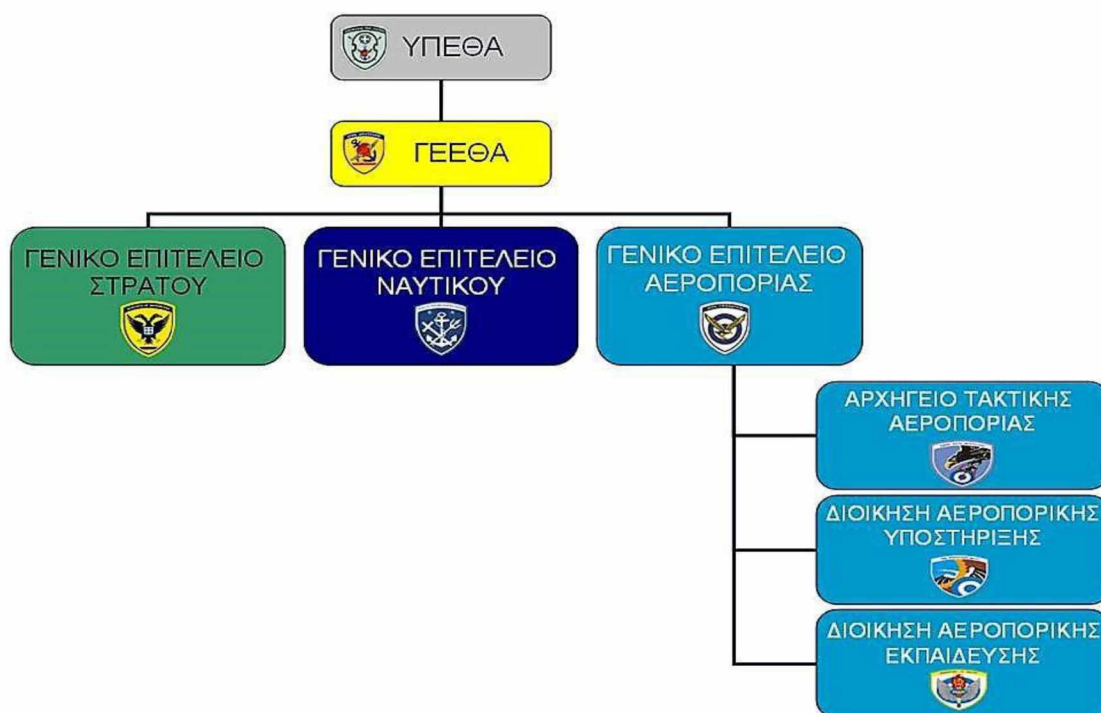 ΥΠΕΘΑ
ΓΕΕΘΑ
ΓΕΝΙΚΟ ΕΠΙΤΕΛΕΙΟ
ΣΤΡΑΤΟΥ
ΓΕΝΙΚΟ ΕΠΙΤΕΛΕΙΟ
ΝΑΥΤΙΚΟΥ
ΓΕΝΙΚΟ ΕΠΙΤΕΛΕΙΟ
ΑΕΡΟΠΟΡΙΑΣ
ΑΡΧΗΓΕΙΟ ΤΑΚΤΙΚΗΣ
ΑΕΡΟΠΟΡΙΑΣ
ΔΙΟΙΚΗΣΗ ΑΕΡΟΠΟΡΙΚΗΣ
ΥΠΟΣΤΗΡΙΞΗΣ
ΔΙΟΙΚΗΣΗ ΑΕΡΟΠΟΡΙΚΗΣ
ΕΚΠΑΙΔΕΥΣΗΣ